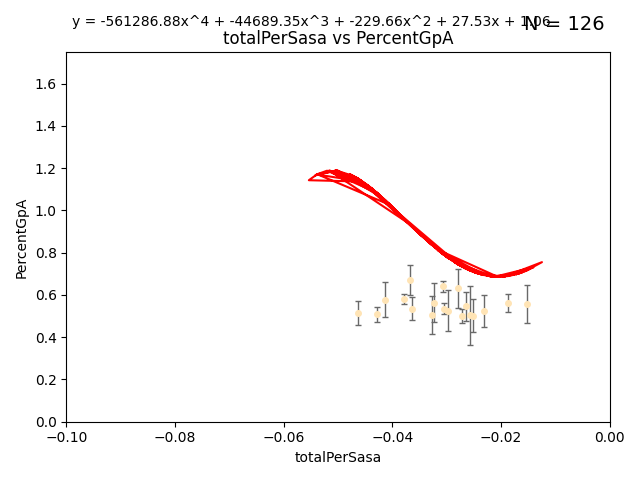 y = -561286.88x^4 + -44689.35x^3 + -229.66x^2 + 27.53x + 1.06
N = 126
totalPerSasa vs PercentGpA
1.6
1.4
1.2
1.0
0.8
0.6
0.4
0.2
0.0
PercentGpA
-0.10 -0.08 -0.06 -0.04 -0.02 0.00
totalPerSasa